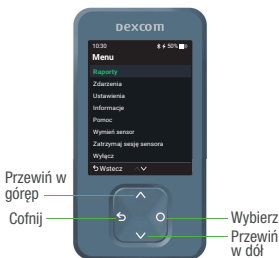 Dexcom
10:30 50%
Menu
Raporty
Zdarzenia
Ustawienia
Informacje
Pomoc
Wymień sensor
Zatrzymaj sesję sensora
Wyłącz
Wstecz
Przewiń w
góręp
Cofnij
Wybierz
Przewiń
w dół